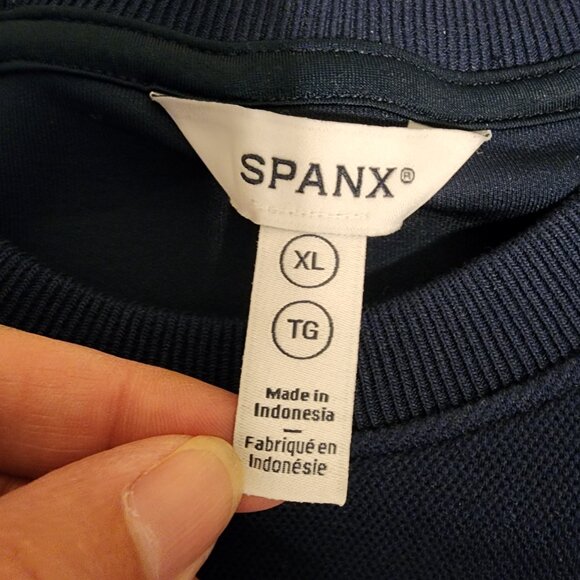 SPANX®
XL
TG
Made in
Indonesia
—
Fabriqué en
Indonésie